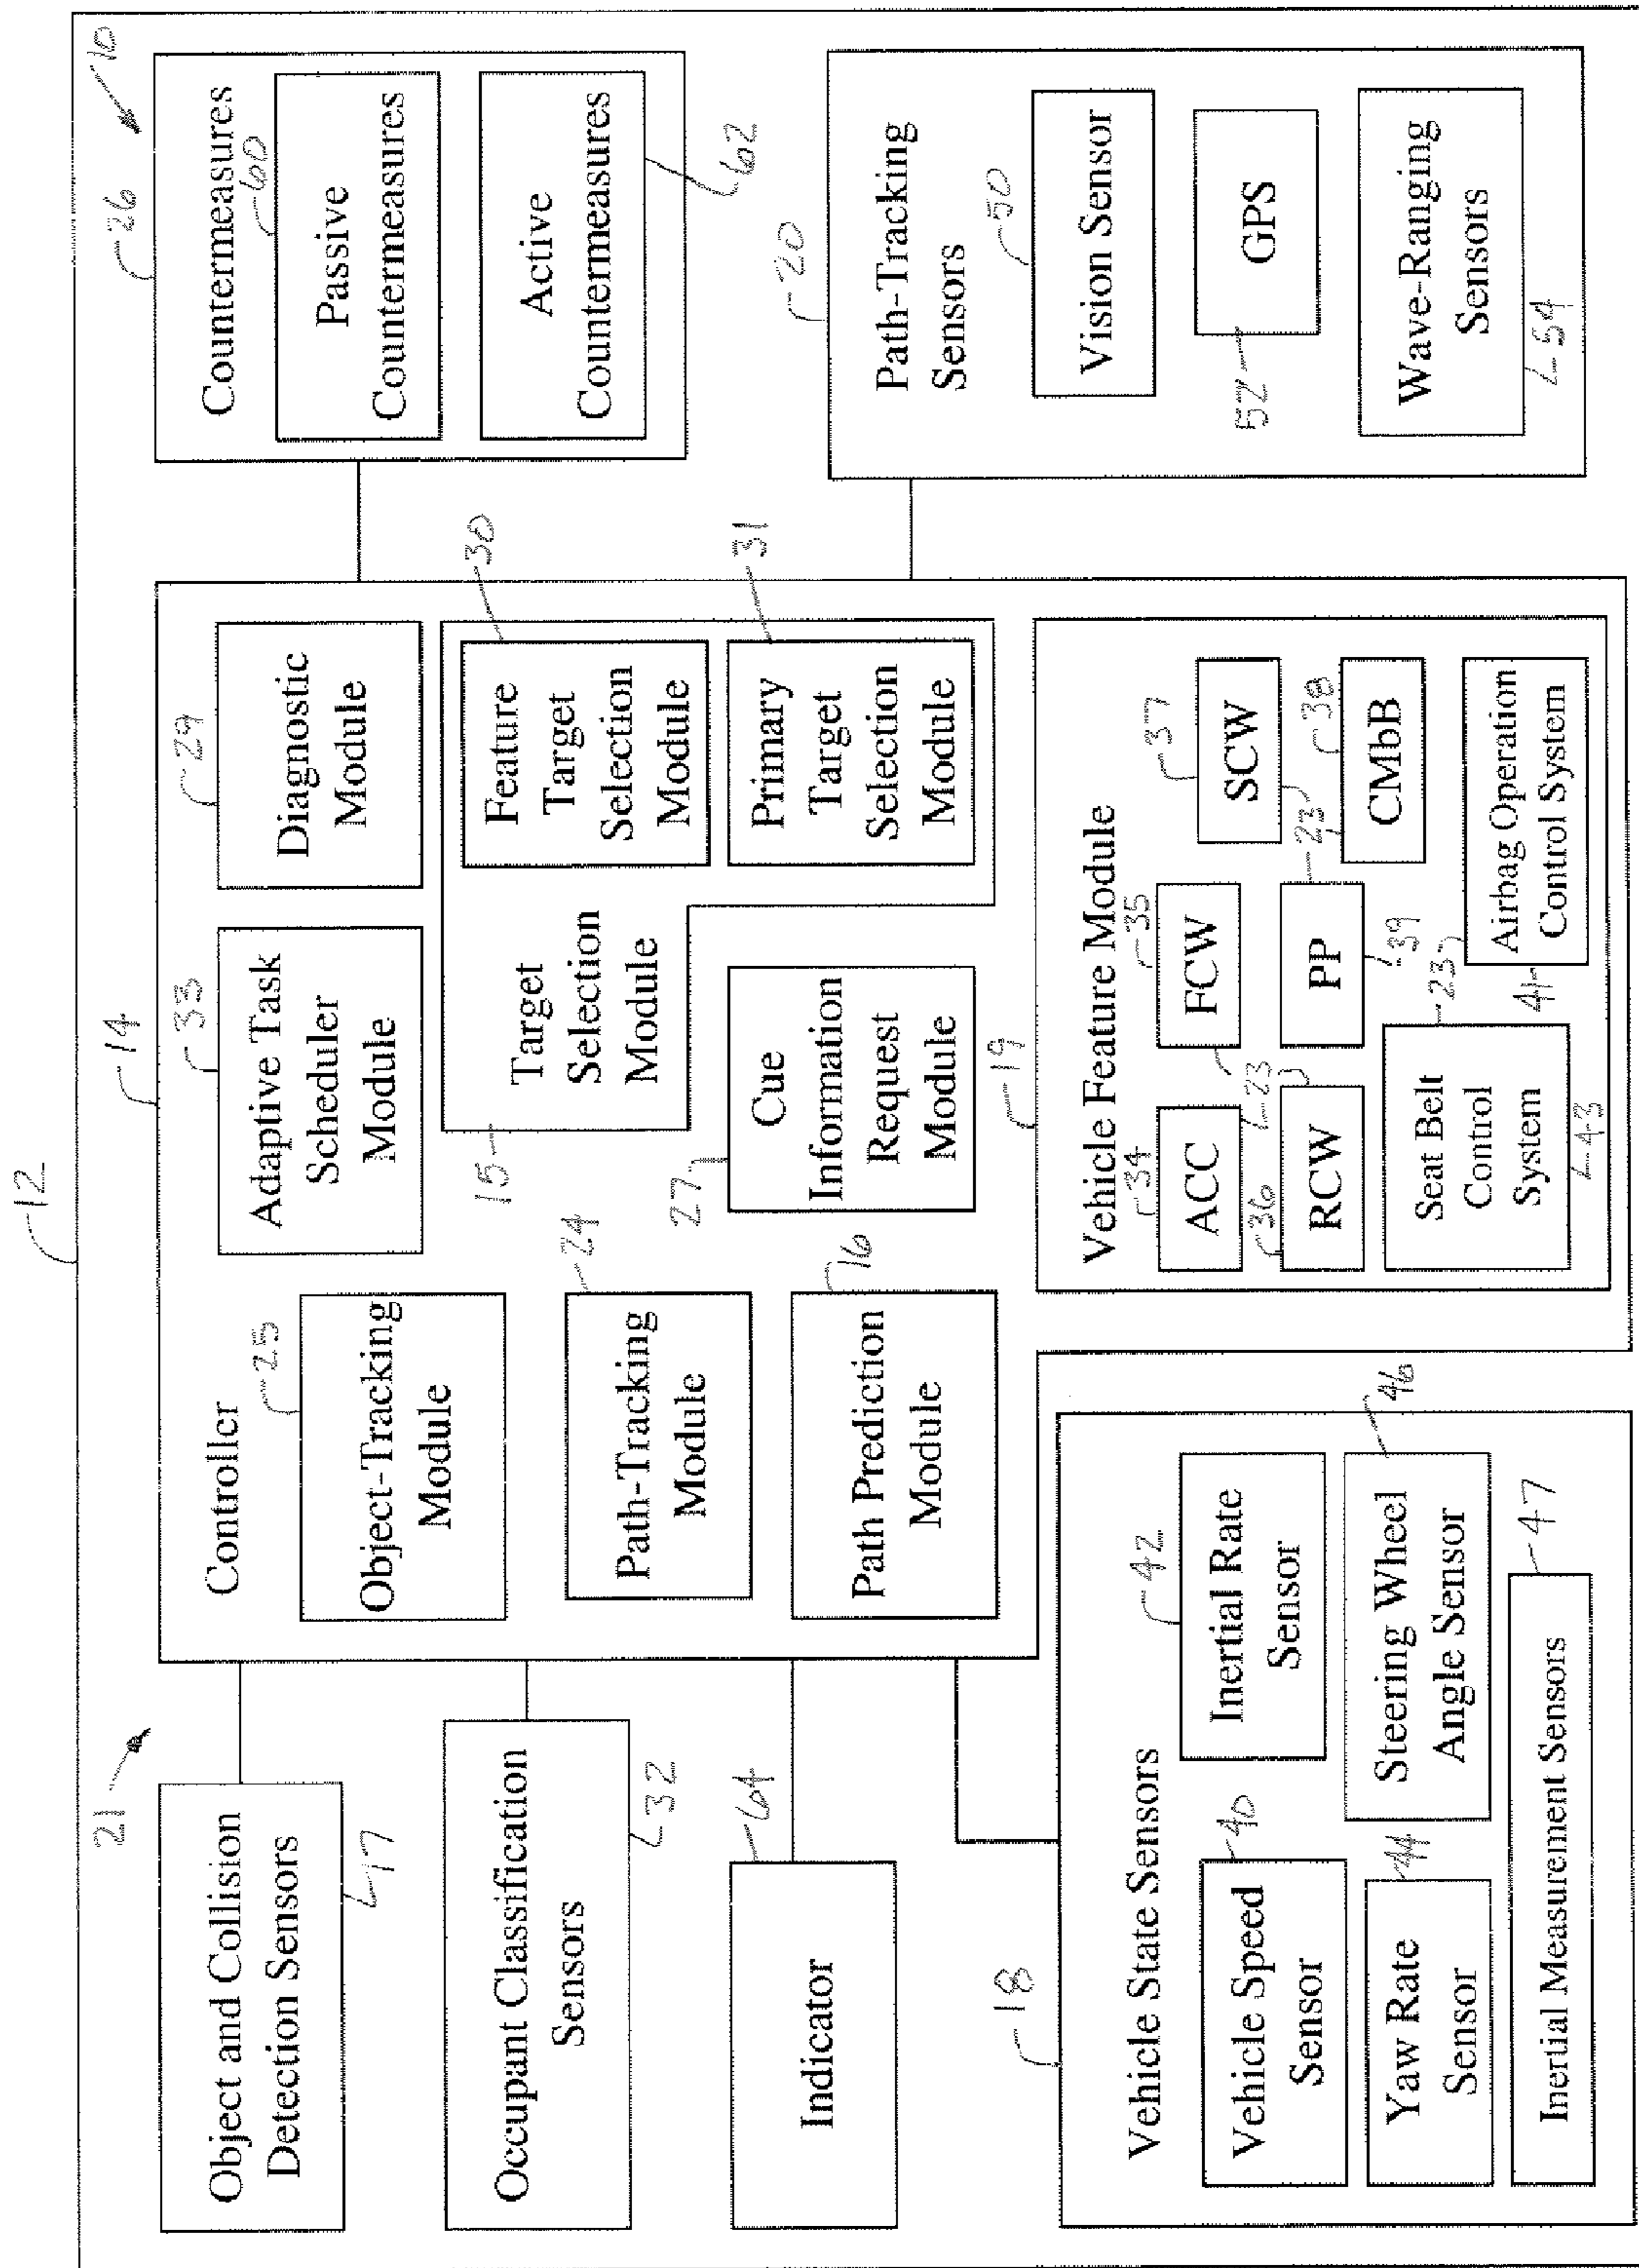 12
10
21
14
26
Object and Collision
Detection Sensors
17
Occupant Classification
Sensors
32
Indicator
64
Controller
25
Object-Tracking
Module
24
Path-Tracking
Module
16
Path Prediction
Module
33
Adaptive Task
Scheduler
Module
29
Diagnostic
Module
15
Target
Selection
Module
30
Feature
Target
Selection
Module
31
Primary
Target
Selection
Module
27
Cue
Information
Request
Module
19
Vehicle Feature Module
34
ACC
23
35
FCW
37
SCW
36
RCW
23
PP
39
38
CMbB
Seat Belt
Control
System
43
23
41
Airbag Operation
Control System
18
Vehicle State Sensors
40
Vehicle Speed
Sensor
42
Inertial Rate
Sensor
44
Yaw Rate
Sensor
46
Steering Wheel
Angle Sensor
47
Inertial Measurement Sensors
Countermeasures
60
Passive
Countermeasures
Active
Countermeasures
62
20
Path-Tracking
Sensors
50
Vision Sensor
52
GPS
Wave-Ranging
Sensors
54